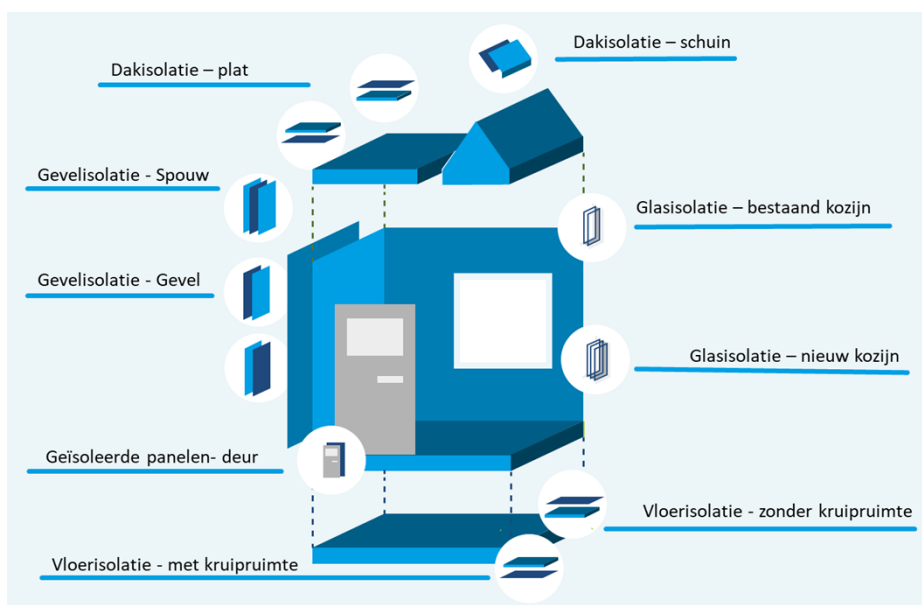 Dakisolatie – schuin
Dakisolatie – plat
Gevelisolatie - Spouw
Glasisolatie – bestaand kozijn
Gevelisolatie - Gevel
Glasisolatie – nieuw kozijn
Geïsoleerde panelen- deur
Vloerisolatie - zonder kruipruimte
Vloerisolatie - met kruipruimte